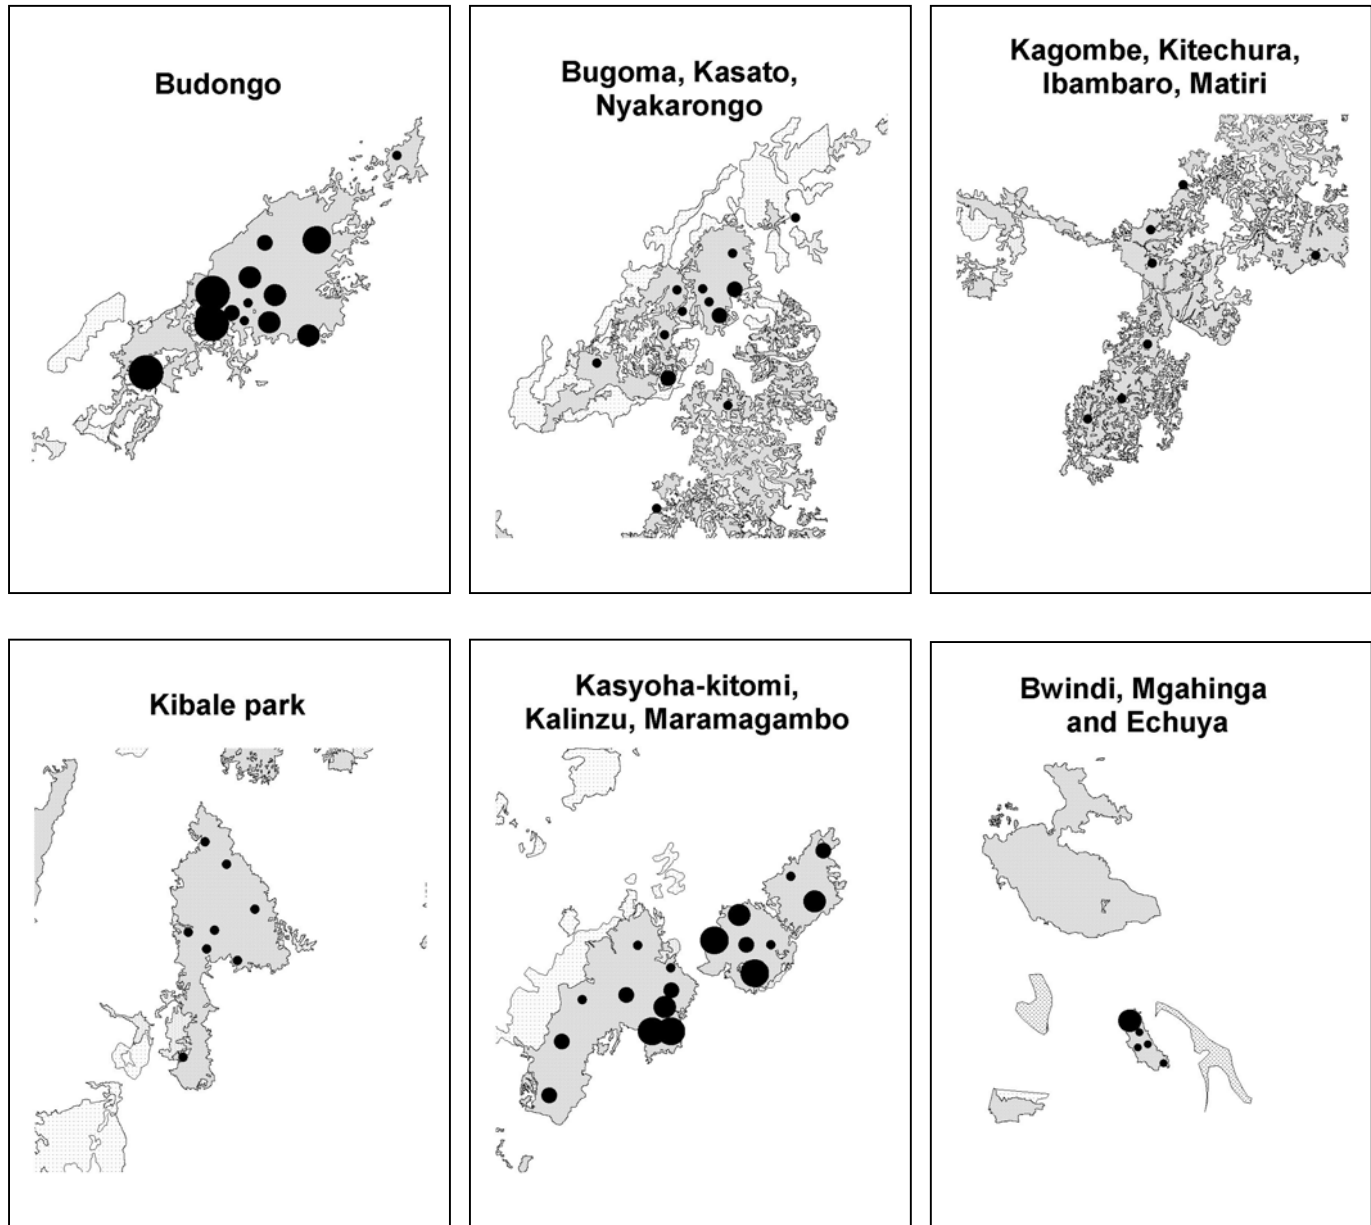 Budongo
Bugoma, Kasato,
Nyakarongo
Kagombe, Kitechura,
Ibambaro, Matiri
Kibale park
Kasyoha-kitomi,
Kalinzu, Maramagambo
Bwindi, Mgahinga
and Echuya